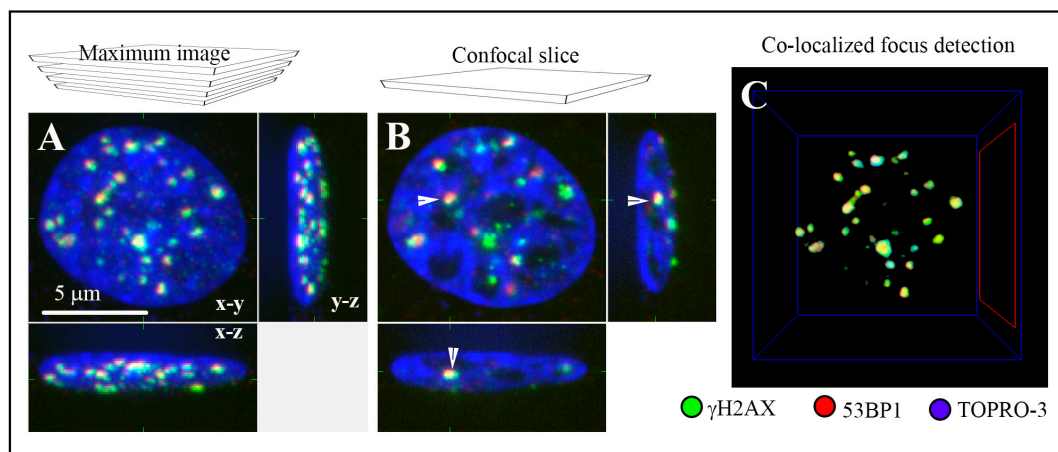 Maximum image
Confocal slice
Co-localized focus detection
A
B
C
5 μm
x-y
y-z
x-z
γH2AX
53BP1
TOPRO-3